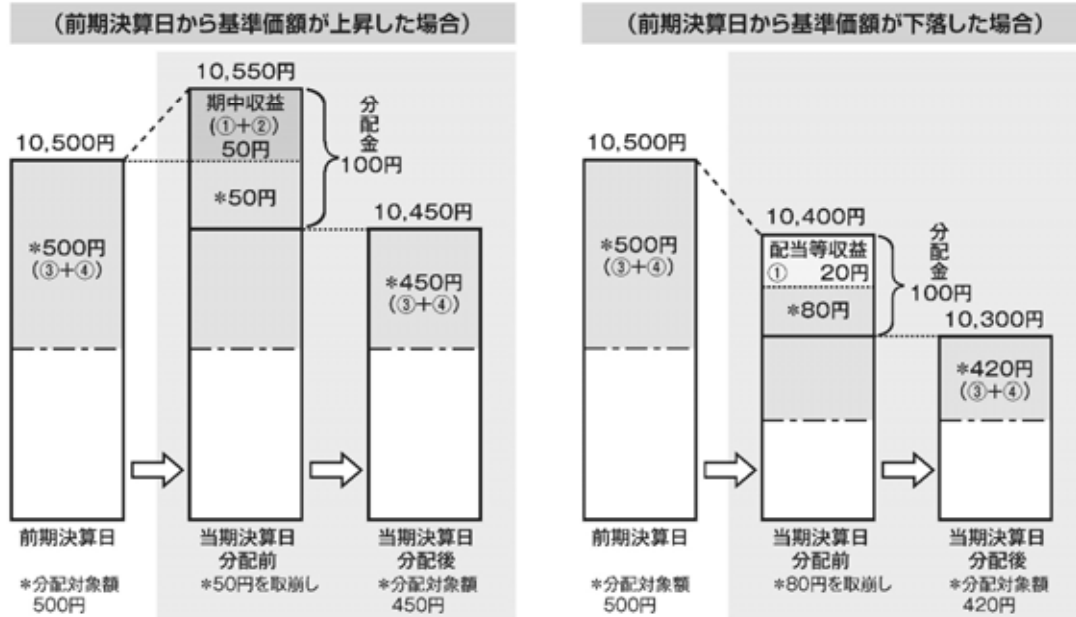 (前期決算日から基準価額が上昇した場合)
10,550円
期中収益
(①+②)
50円
*50円
分配金
100円
10,500円
*500円
(③+④)
10,450円
*450円
(③+④)
前期決算日
当期決算日
分配前
当期決算日
分配後
*分配対象額
500円
*50円を取崩し
*分配対象額
450円
(前期決算日から基準価額が下落した場合)
10,500円
*500円
(③+④)
10,400円
配当等収益
① 20円
*80円
分配金
100円
10,300円
*420円
(③+④)
前期決算日
当期決算日
分配前
当期決算日
分配後
*分配対象額
500円
*80円を取崩し
*分配対象額
420円